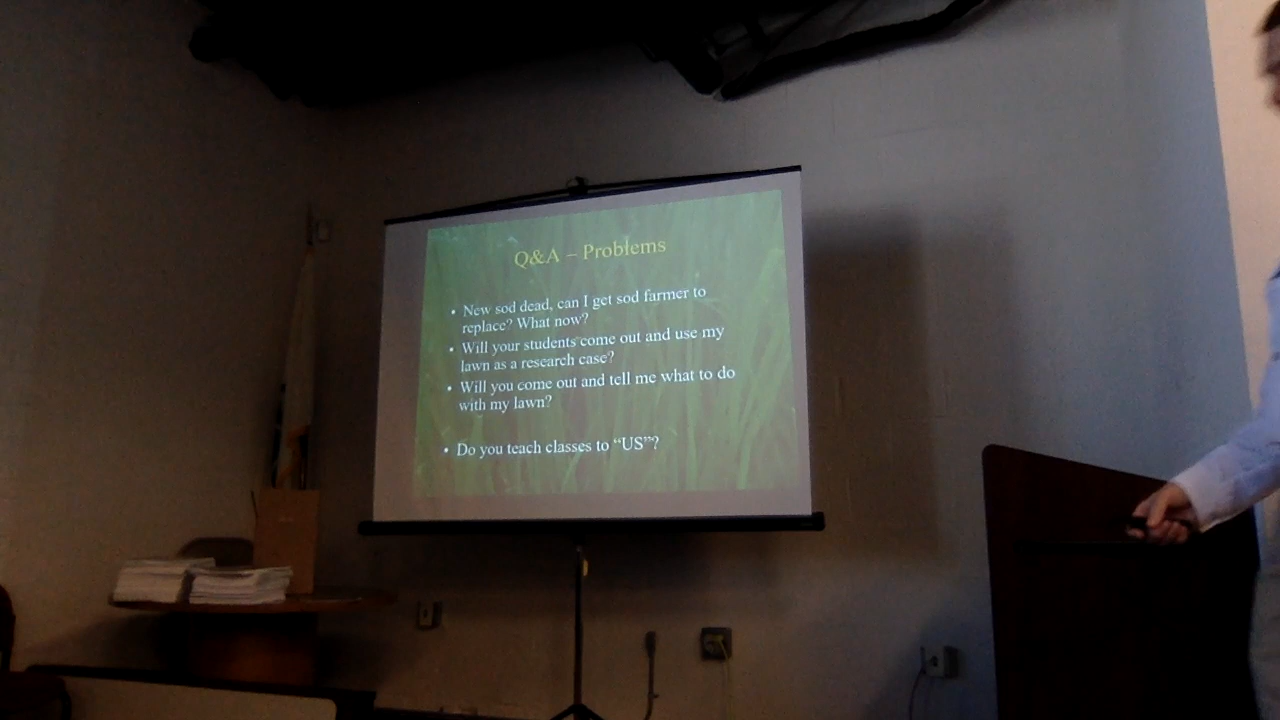 Q&A – Problems
• New sod dead, can I get sod farmer to
replace? What now?
• Will your students come out and use my
lawn as a research case?
• Will you come out and tell me what to do
with my lawn?
• Do you teach classes to “US”?